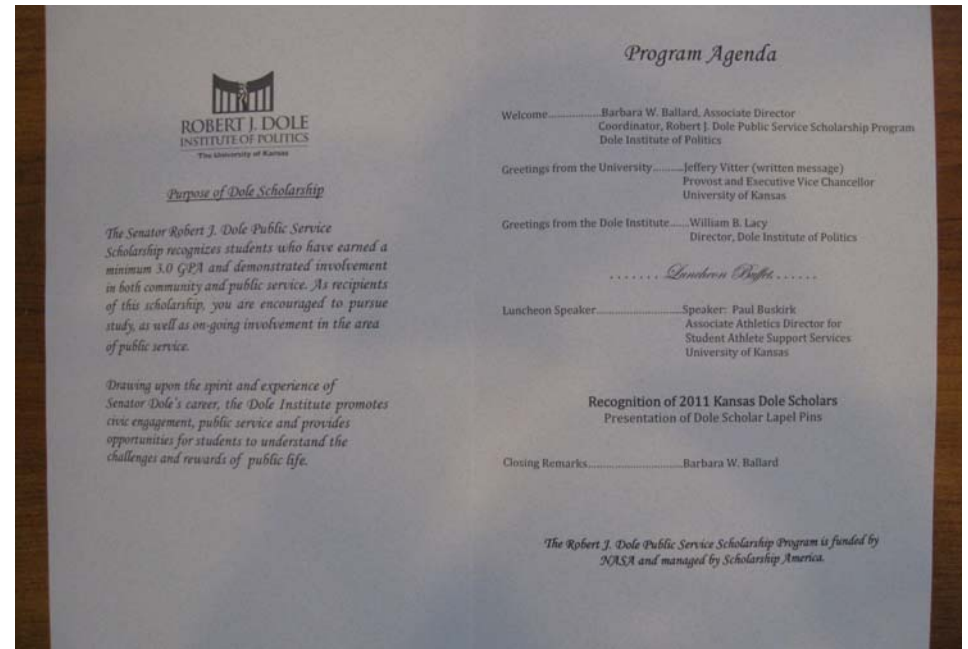 ROBERT J. DOLE
INSTITUTE OF POLITICS
The University of Kansas
Purpose of Dole Scholarship
The Senator Robert J. Dole Public Service
Scholarship recognizes students who have earned a
minimum 3.0 GPA and demonstrated involvement
in both community and public service. As recipients
of this scholarship, you are encouraged to pursue
study, as well as on-going involvement in the area
of public service.
Drawing upon the spirit and experience of
Senator Dole's career, the Dole Institute promotes
civic engagement, public service and provides
opportunities for students to understand the
challenges and rewards of public life.
Program Agenda
Welcome..................Barbara W. Ballard, Associate Director
Coordinator, Robert J. Dole Public Service Scholarship Program
Dole Institute of Politics
Greetings from the University..........Jeffery Vitter (written message)
Provost and Executive Vice Chancellor
University of Kansas
Greetings from the Dole Institute......William B. Lacy
Director, Dole Institute of Politics
. . . . . . . Luncheon Buffet. . . . . .
Luncheon Speaker.............................Speaker: Paul Buskirk
Associate Athletics Director for
Student Athlete Support Services
University of Kansas
Recognition of 2011 Kansas Dole Scholars
Presentation of Dole Scholar Lapel Pins
Closing Remarks................................Barbara W. Ballard
The Robert J. Dole Public Service Scholarship Program is funded by
NASA and managed by Scholarship America.